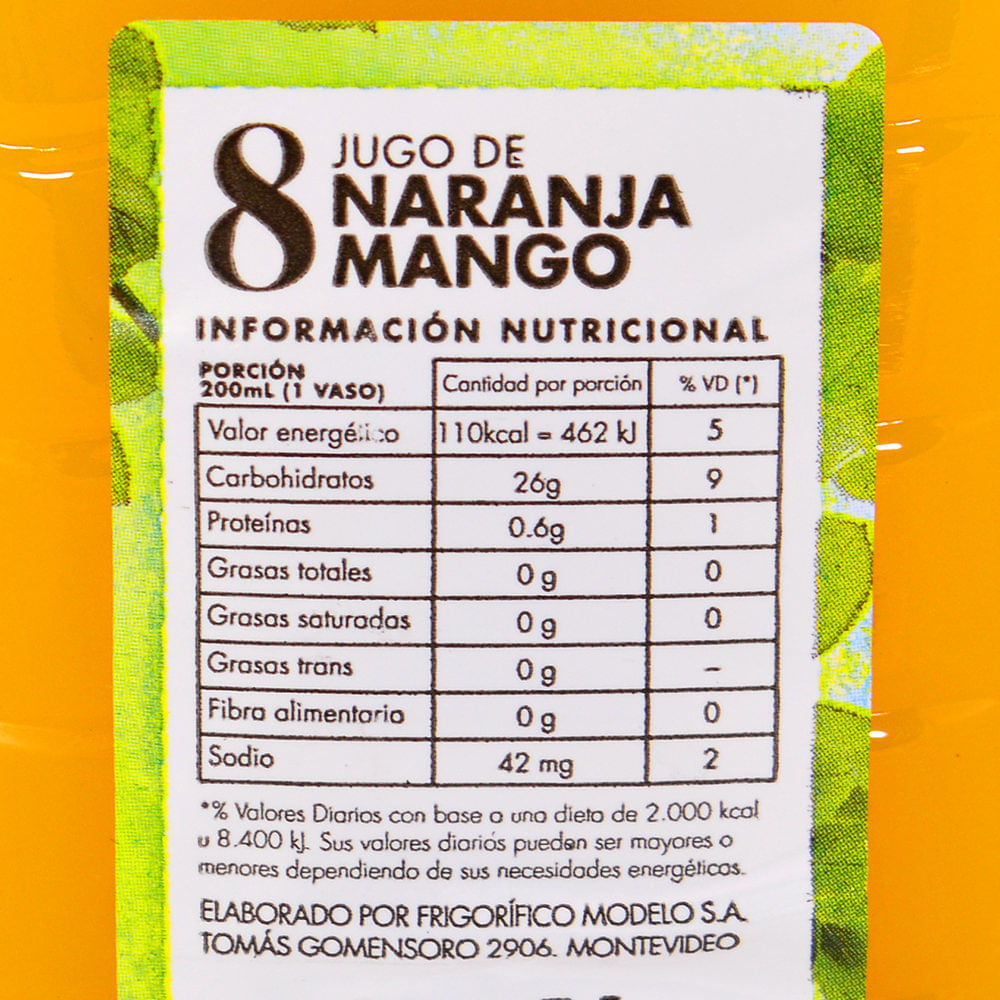 8 JUGO DE
NARANJA
MANGO
INFORMACIÓN NUTRICIONAL
PORCIÓN
200mL (1 VASO) Cantidad por porción % VD (*)
Valor energético 110kcal = 462 kJ 5
Carbohidratos 26g 9
Proteínas 0.6g 1
Grasas totales 0 g 0
Grasas saturadas 0 g 0
Grasas trans 0 g –
Fibra alimentaria 0 g 0
Sodio 42 mg 2
*% Valores Diarios con base a una dieta de 2.000 kcal
u 8.400 kJ. Sus valores diarios pueden ser mayores o
menores dependiendo de sus necesidades energéticas.
ELABORADO POR FRIGORÍFICO MODELO S.A.
TOMÁS GOMENSORO 2906. MONTEVIDEO